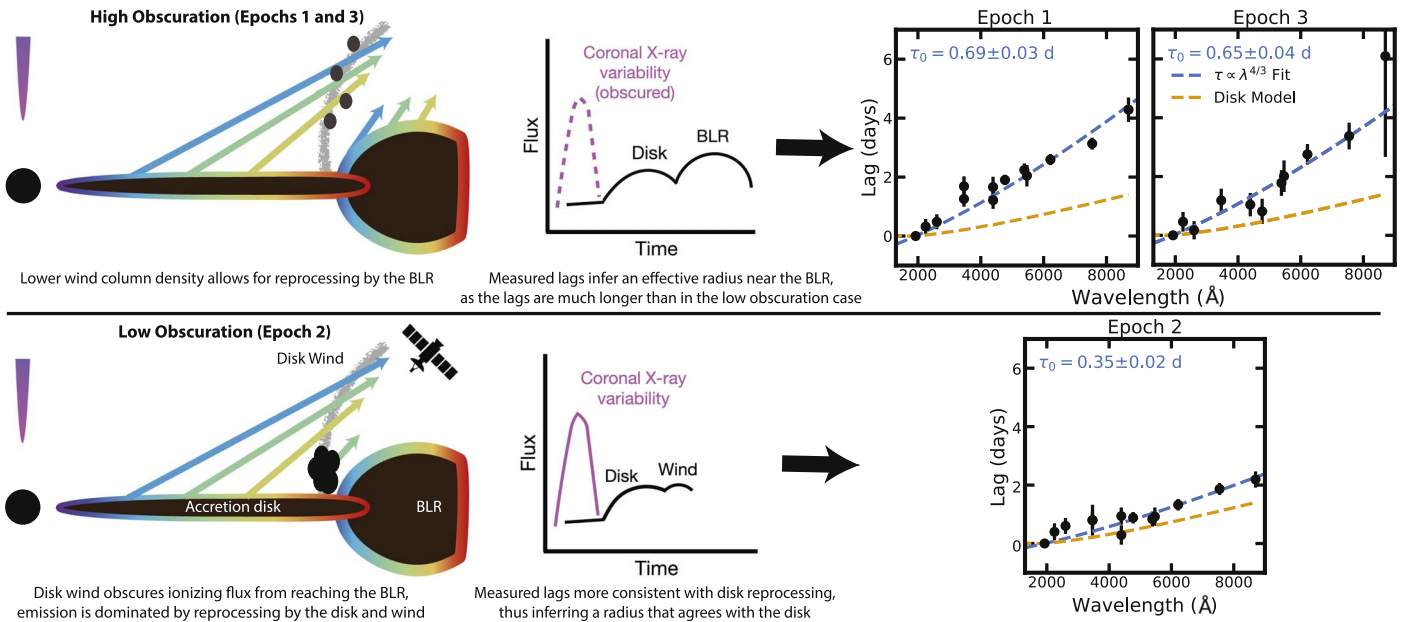 High Obscuration (Epochs 1 and 3)
Lower wind column density allows for reprocessing by the BLR
Coronal X-ray
variability
(obscured)
Disk
BLR
Flux
Time
Measured lags infer an effective radius near the BLR,
as the lags are much longer than in the low obscuration case
Epoch 1
τ₀ = 0.69±0.03 d
6
4
2
0
Lag (days)
2000 4000 6000 8000
Epoch 3
τ₀ = 0.65±0.04 d
τ ∝ λ^4/3 Fit
Disk Model
2000 4000 6000 8000
Wavelength (Å)
Low Obscuration (Epoch 2)
Disk Wind
Accretion disk
BLR
Disk wind obscures ionizing flux from reaching the BLR,
emission is dominated by reprocessing by the disk and wind
Coronal X-ray
variability
Disk
Wind
Flux
Time
Measured lags more consistent with disk reprocessing,
thus inferring a radius that agrees with the disk
Epoch 2
τ₀ = 0.35±0.02 d
6
4
2
0
Lag (days)
2000 4000 6000 8000
Wavelength (Å)